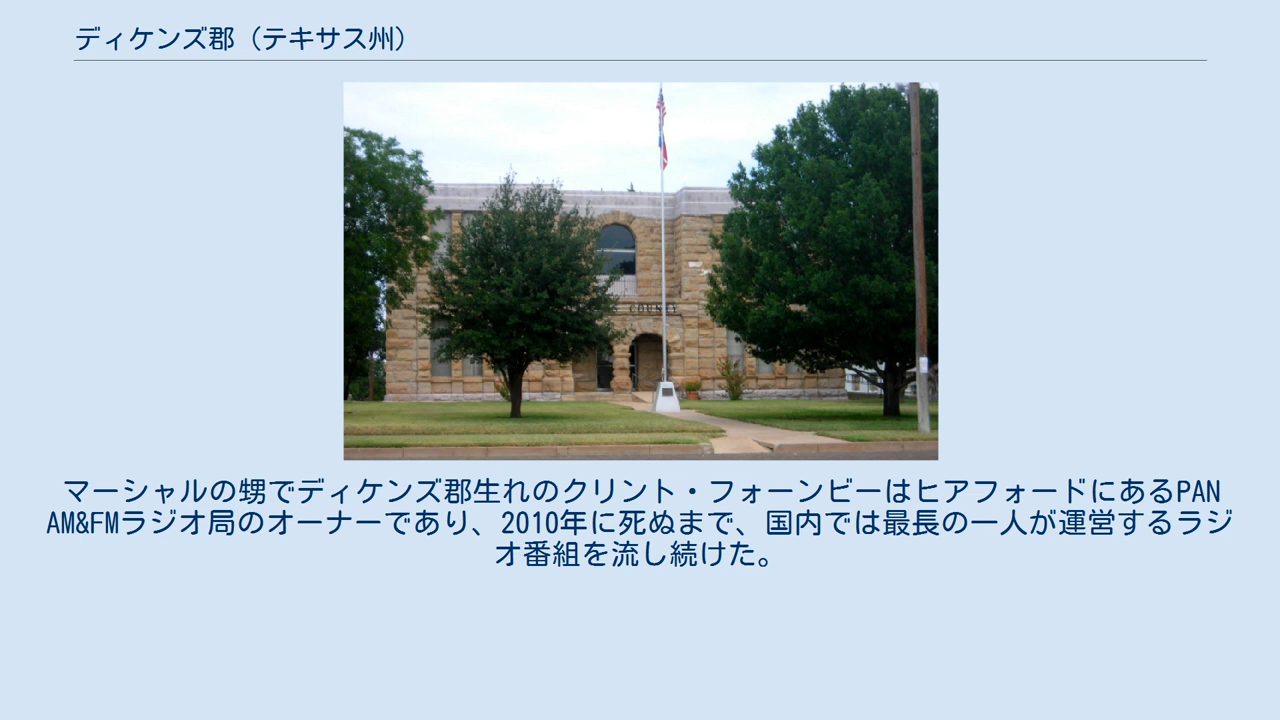 ディケンズ郡（テキサス州）
COUNTY
マーシャルの甥でディケンズ郡生れのクリント・フォーンビーはヒアフォードにあるPAN
AM&FMラジオ局のオーナーであり、2010年に死ぬまで、国内では最長の一人が運営するラジ
オ番組を流し続けた。